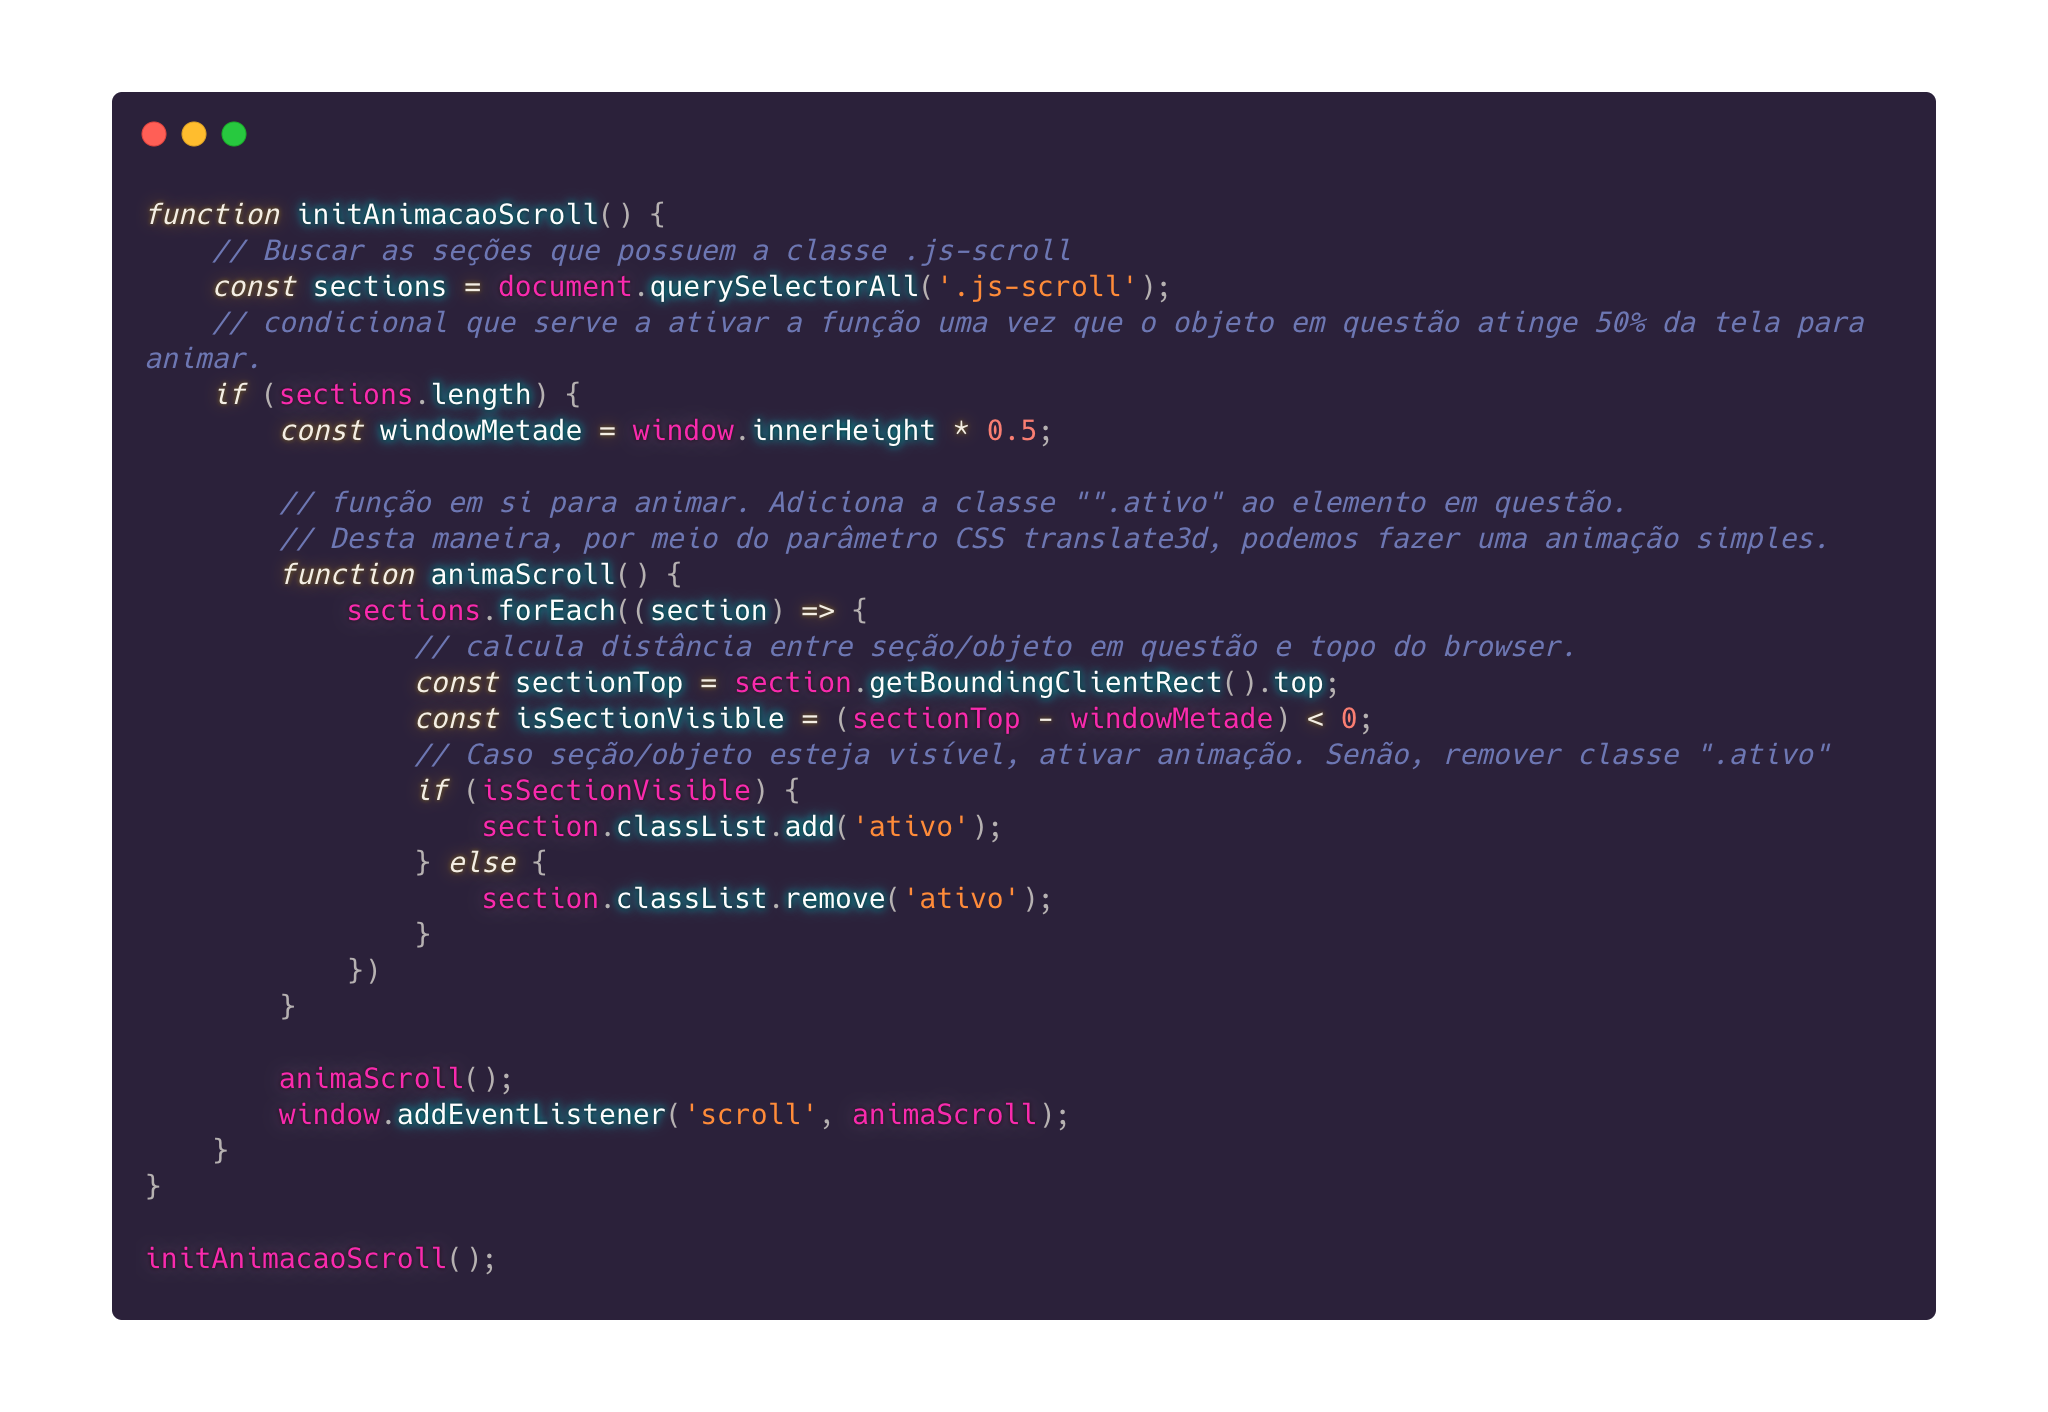 function initAnimacaoScroll() {
    // Buscar as seções que possuem a classe .js-scroll
    const sections = document.querySelectorAll('.js-scroll');
    // condicional que serve a ativar a função uma vez que o objeto em questão atinge 50% da tela para
animar.
    if (sections.length) {
        const windowMetade = window.innerHeight * 0.5;

        // função em si para animar. Adiciona a classe "".ativo" ao elemento em questão.
        // Desta maneira, por meio do parâmetro CSS translate3d, podemos fazer uma animação simples.
        function animaScroll() {
            sections.forEach((section) => {
                // calcula distância entre seção/objeto em questão e topo do browser.
                const sectionTop = section.getBoundingClientRect().top;
                const isSectionVisible = (sectionTop - windowMetade) < 0;
                // Caso seção/objeto esteja visível, ativar animação. Senão, remover classe ".ativo"
                if (isSectionVisible) {
                    section.classList.add('ativo');
                } else {
                    section.classList.remove('ativo');
                }
            })
        }

        animaScroll();
        window.addEventListener('scroll', animaScroll);
    }
}

initAnimacaoScroll();